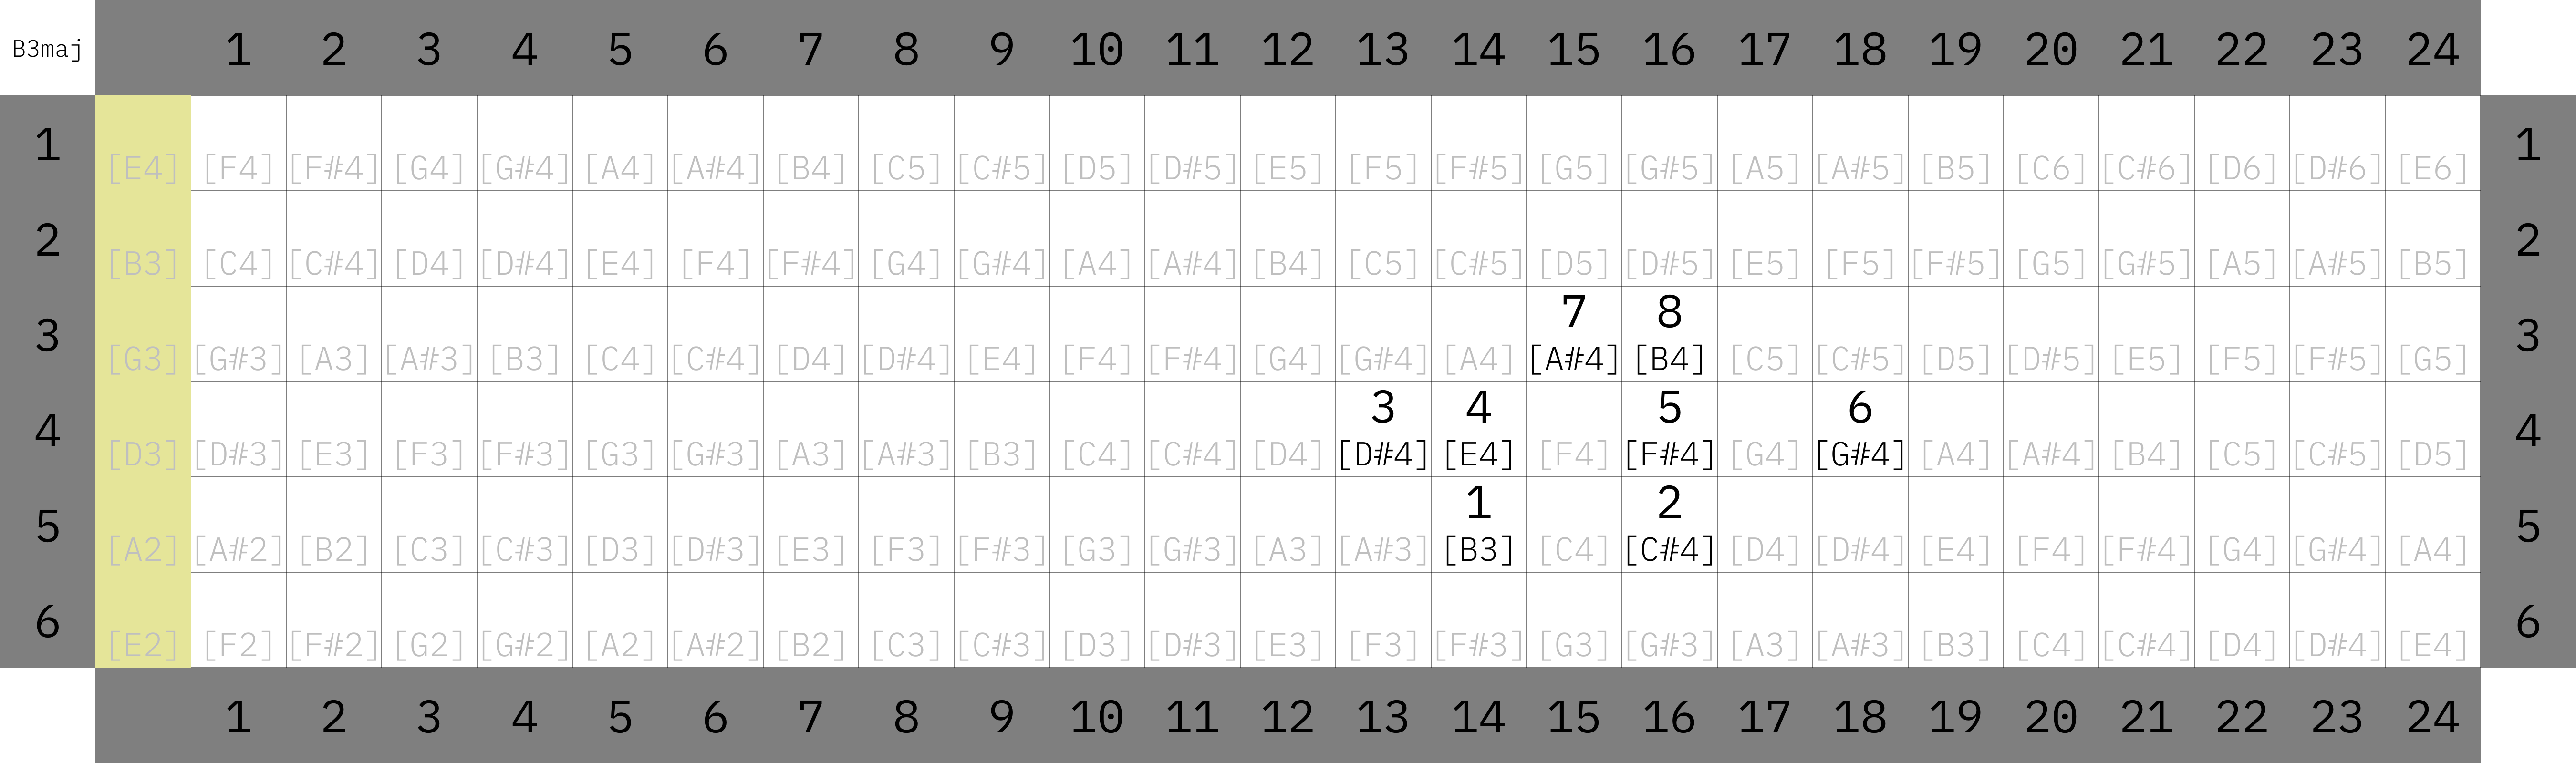 B3maj 1 2 3 4 5 6 7 8 9 10 11 12 13 14 15 16 17 18 19 20 21 22 23 24
1 [E4] [F4] [F#4] [G4] [G#4] [A4] [A#4] [B4] [C5] [C#5] [D5] [D#5] [E5] [F5] [F#5] [G5] [G#5] [A5] [A#5] [B5] [C6] [C#6] [D6] [D#6] [E6] 1
2 [B3] [C4] [C#4] [D4] [D#4] [E4] [F4] [F#4] [G4] [G#4] [A4] [A#4] [B4] [C5] [C#5] [D5] [D#5] [E5] [F5] [F#5] [G5] [G#5] [A5] [A#5] [B5] 2
7 8
3 [G3] [G#3] [A3] [A#3] [B3] [C4] [C#4] [D4] [D#4] [E4] [F4] [F#4] [G4] [G#4] [A4] [A#4] [B4] [C5] [C#5] [D5] [D#5] [E5] [F5] [F#5] [G5] 3
3 4 5 6
4 [D3] [D#3] [E3] [F3] [F#3] [G3] [G#3] [A3] [A#3] [B3] [C4] [C#4] [D4] [D#4] [E4] [F4] [F#4] [G4] [G#4] [A4] [A#4] [B4] [C5] [C#5] [D5] 4
1 2
5 [A2] [A#2] [B2] [C3] [C#3] [D3] [D#3] [E3] [F3] [F#3] [G3] [G#3] [A3] [A#3] [B3] [C4] [C#4] [D4] [D#4] [E4] [F4] [F#4] [G4] [G#4] [A4] 5
6 [E2] [F2] [F#2] [G2] [G#2] [A2] [A#2] [B2] [C3] [C#3] [D3] [D#3] [E3] [F3] [F#3] [G3] [G#3] [A3] [A#3] [B3] [C4] [C#4] [D4] [D#4] [E4] 6
1 2 3 4 5 6 7 8 9 10 11 12 13 14 15 16 17 18 19 20 21 22 23 24